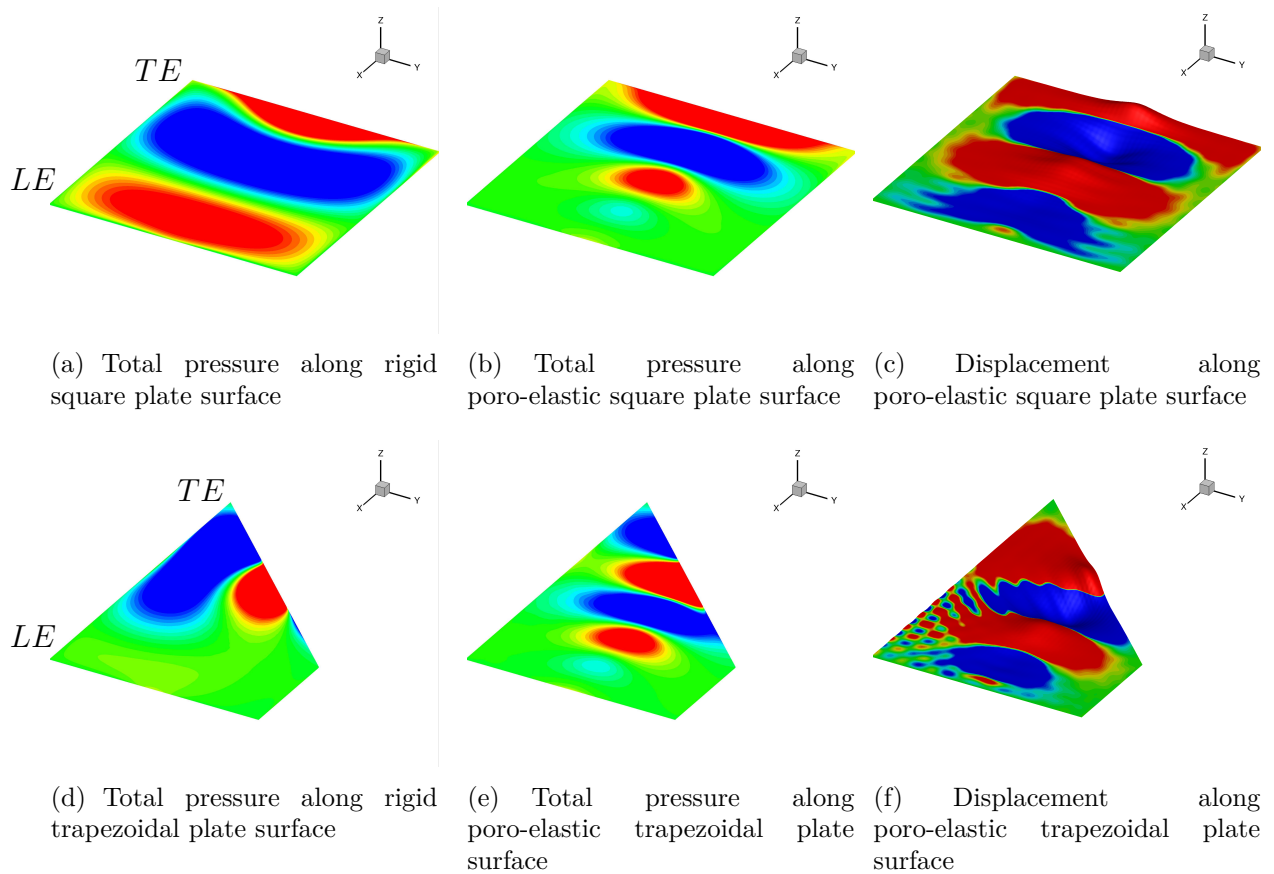 Z
X
Y
Z
X
Y
Z
X
Y
TE
LE
(a) Total pressure along rigid
square plate surface
(b) Total pressure along
poro-elastic square plate surface
(c) Displacement along
poro-elastic square plate surface
Z
X
Y
Z
X
Y
Z
X
Y
TE
LE
(d) Total pressure along rigid
trapezoidal plate surface
(e) Total pressure along
poro-elastic trapezoidal plate
surface
(f) Displacement along
poro-elastic trapezoidal plate
surface